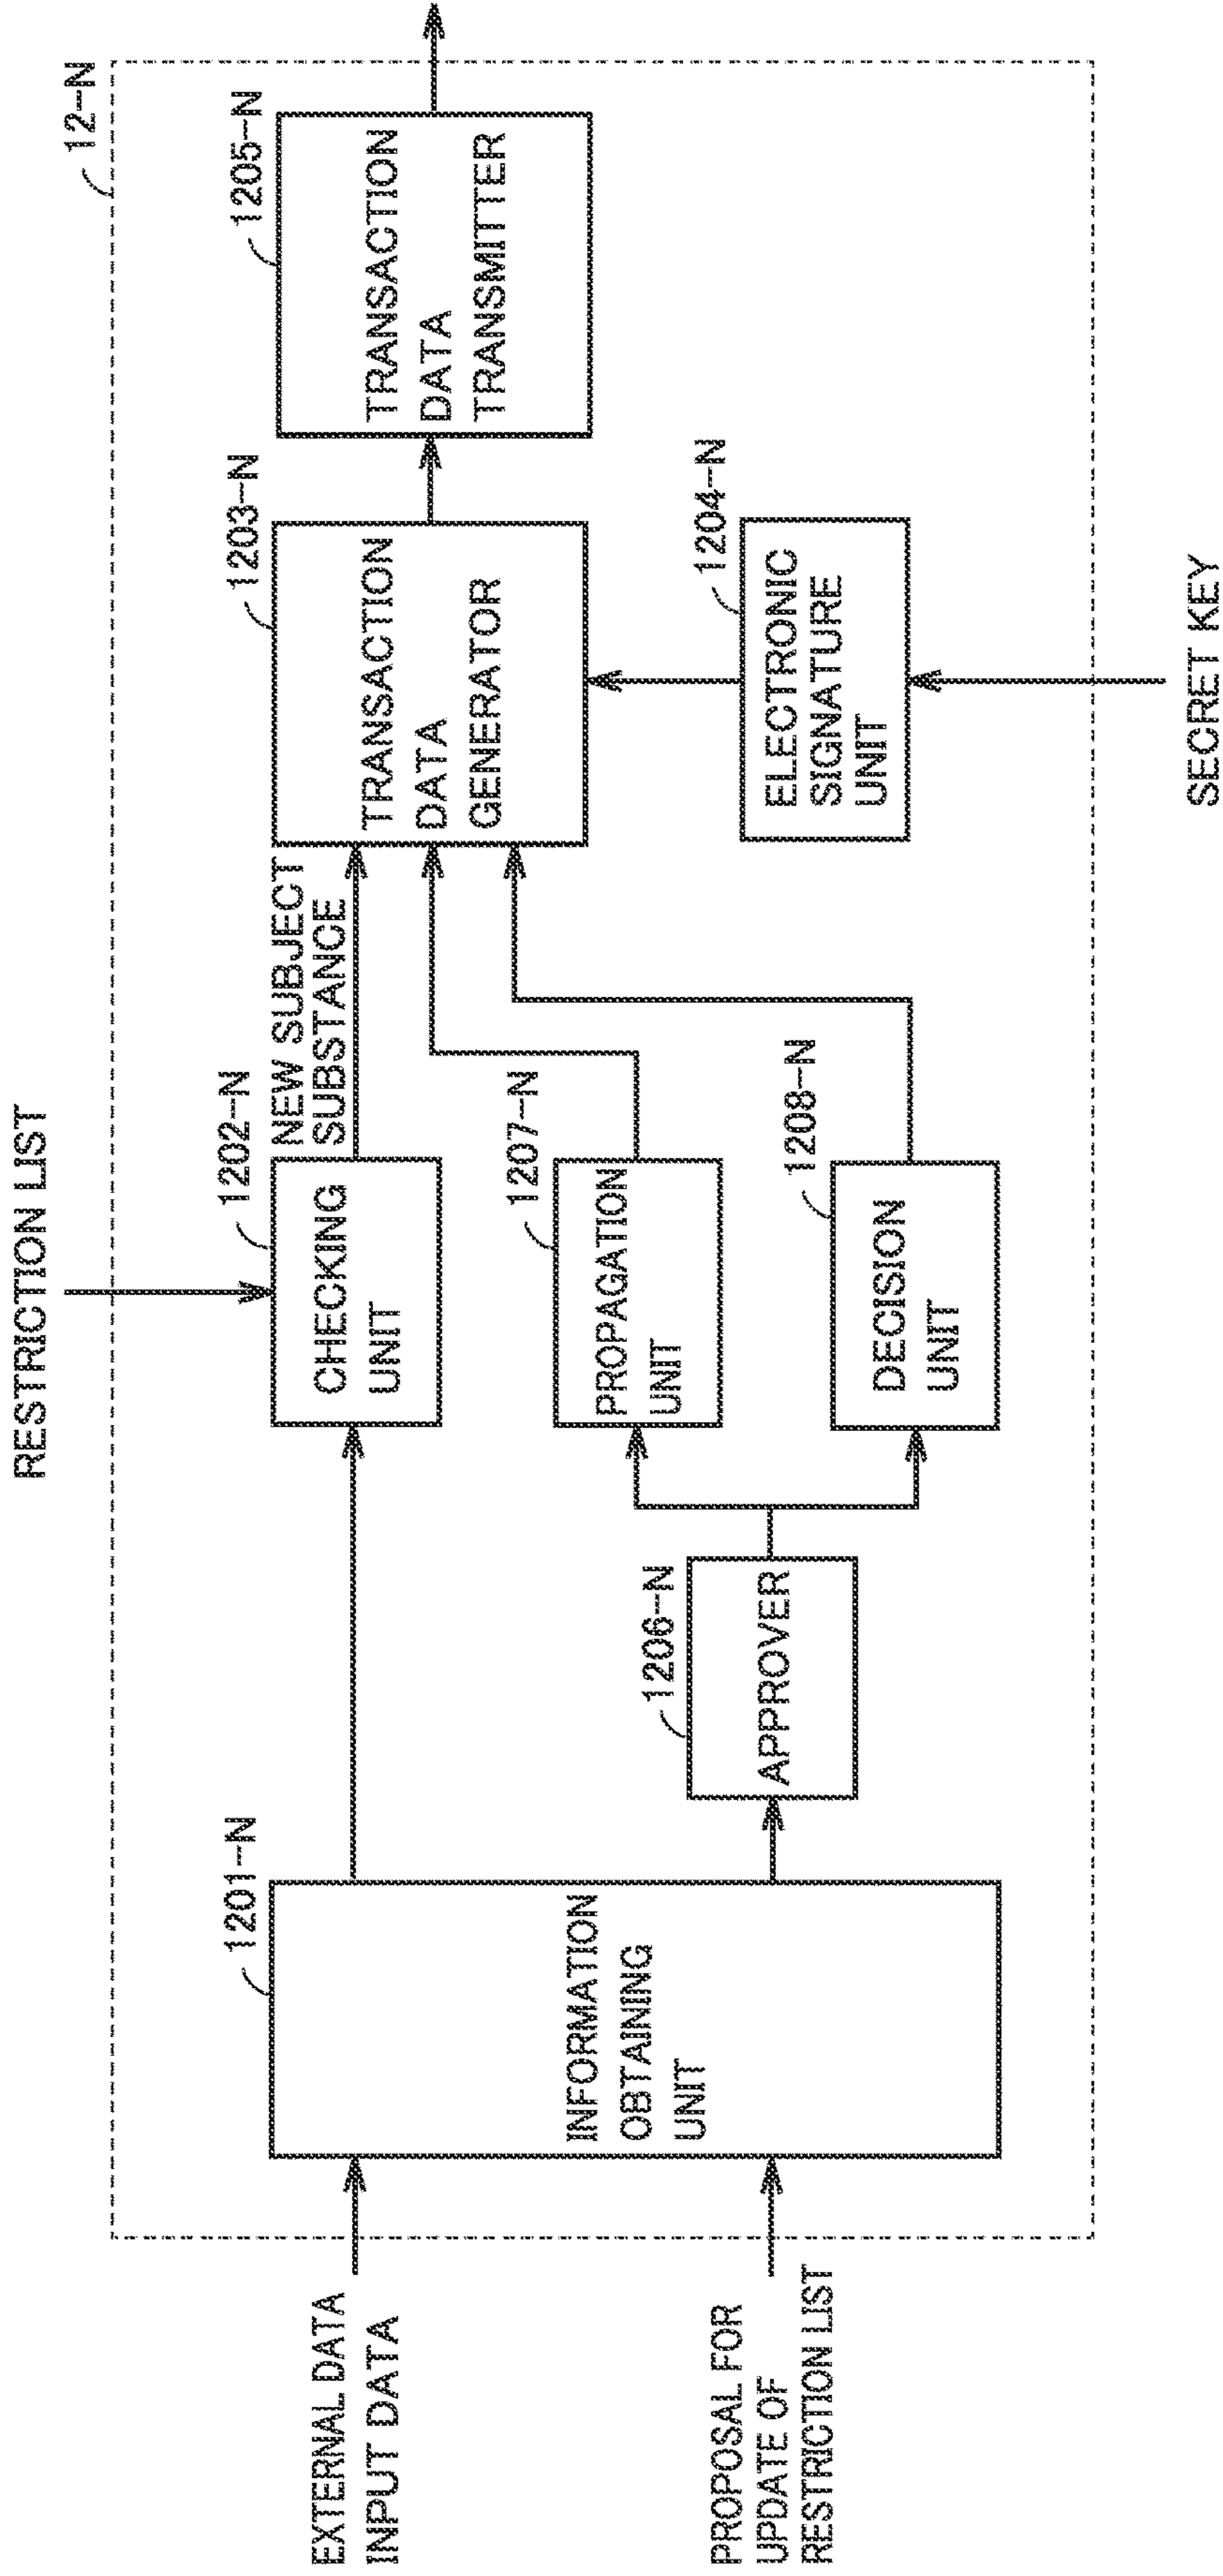 12-N
RESTRICTION LIST
EXTERNAL DATA
INPUT DATA
PROPOSAL FOR
UPDATE OF
RESTRICTION LIST
1201-N
INFORMATION
OBTAINING
UNIT
1202-N
CHECKING
UNIT
NEW SUBJECT
SUBSTANCE
1206-N
APPROVER
1207-N
PROPAGATION
UNIT
1208-N
DECISION
UNIT
1203-N
TRANSACTION
DATA
GENERATOR
1204-N
ELECTRONIC
SIGNATURE
UNIT
SECRET KEY
1205-N
TRANSACTION
DATA
TRANSMITTER